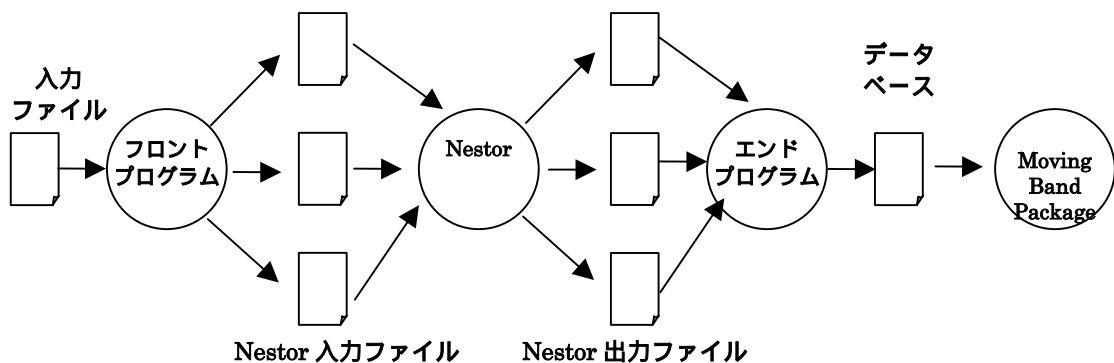 入力
ファイル
フロント
プログラム
Nestor 入力ファイル
Nestor
Nestor 出力ファイル
エンド
プログラム
データ
ベース
Moving
Band
Package